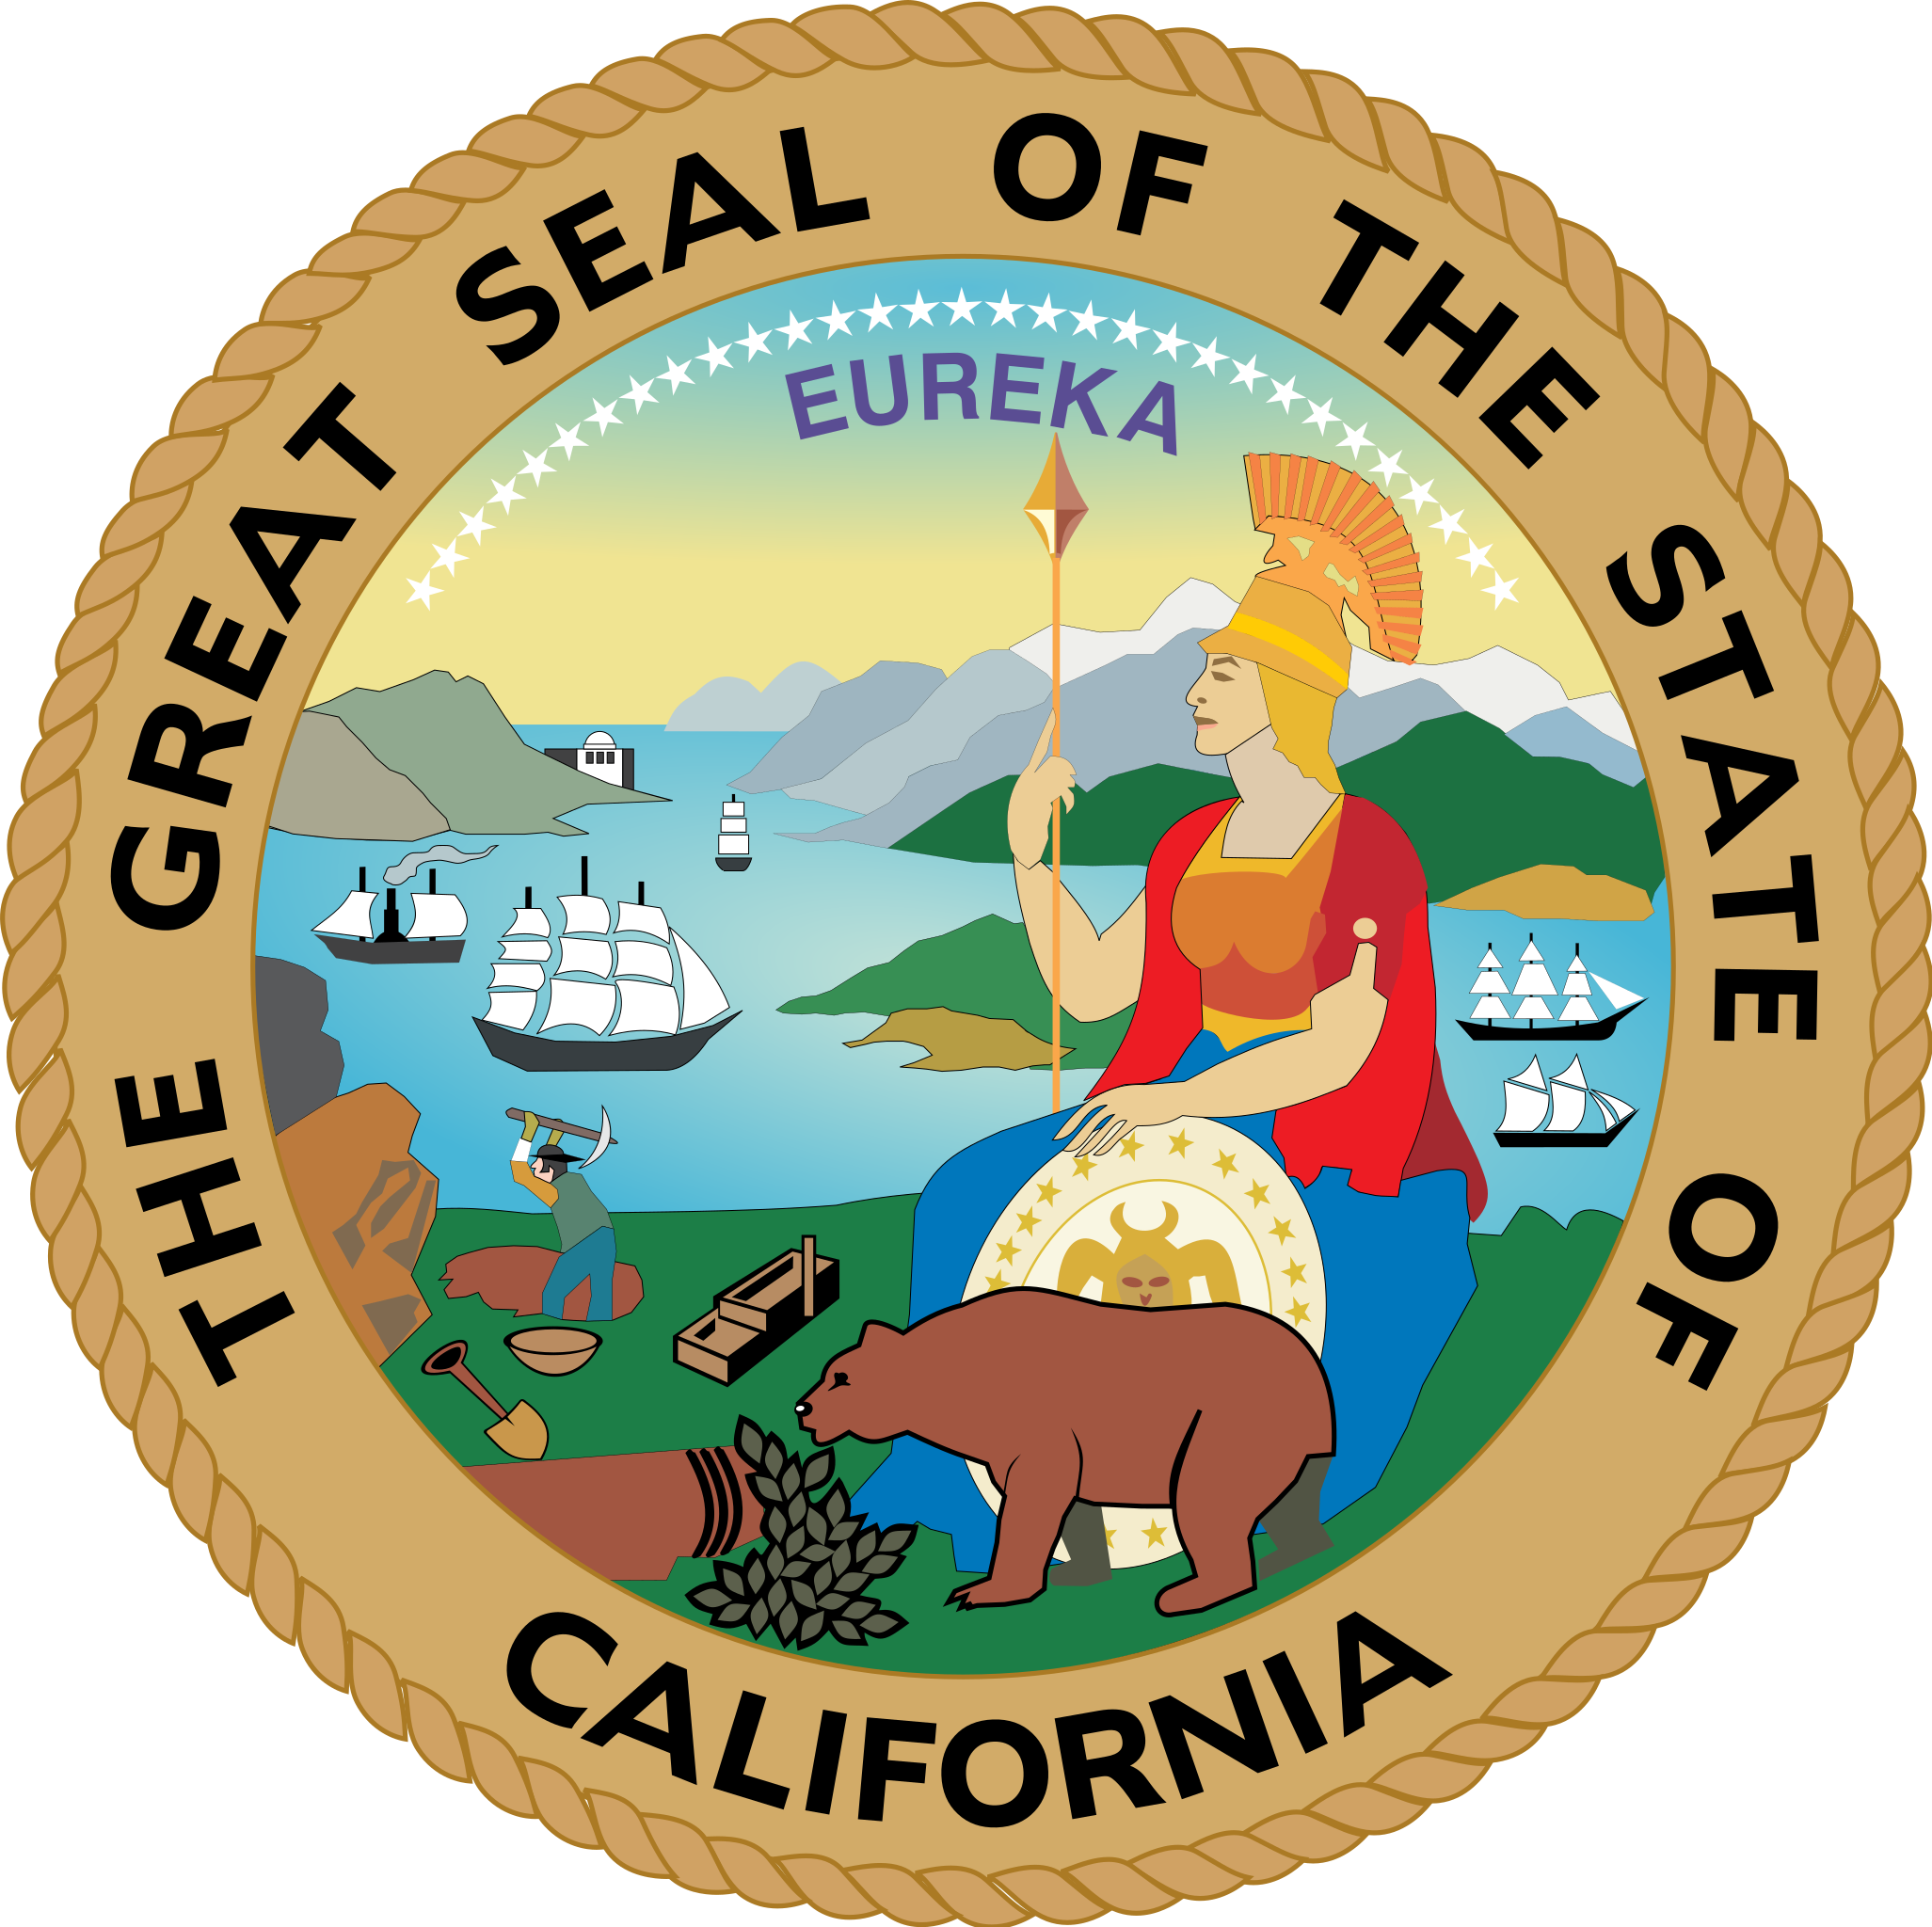 THE GREAT SEAL OF THE STATE OF
CALIFORNIA
EUREKA